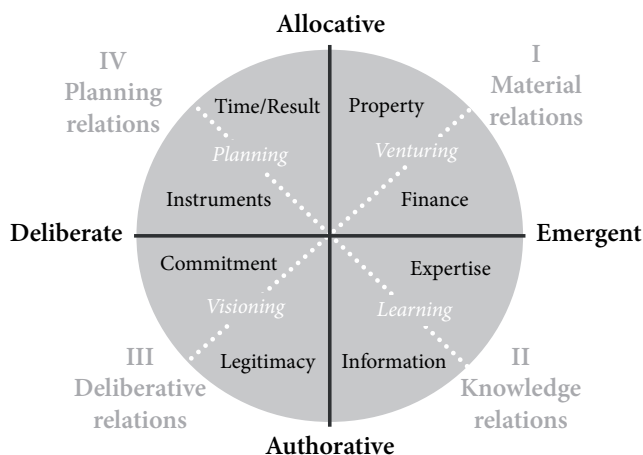 Allocative
IV
Planning
relations
I
Material
relations
Time/Result
Property
Planning
Venturing
Instruments
Finance
Deliberate
Emergent
Commitment
Expertise
Visioning
Learning
Legitimacy
Information
III
Deliberative
relations
II
Knowledge
relations
Authorative